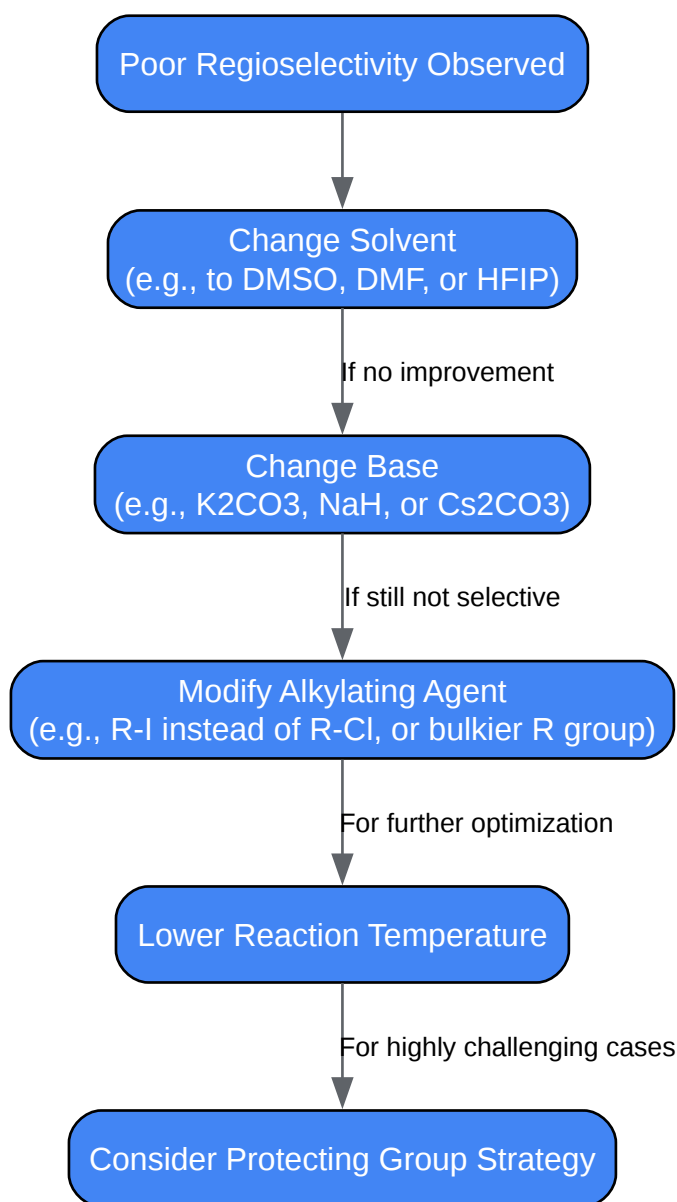 Poor Regioselectivity Observed
Change Solvent
(e.g., to DMSO, DMF, or HFIP)
If no improvement
Change Base
(e.g., K2CO3, NaH, or Cs2CO3)
If still not selective
Modify Alkylating Agent
(e.g., R-I instead of R-Cl, or bulkier R group)
For further optimization
Lower Reaction Temperature
For highly challenging cases
Consider Protecting Group Strategy